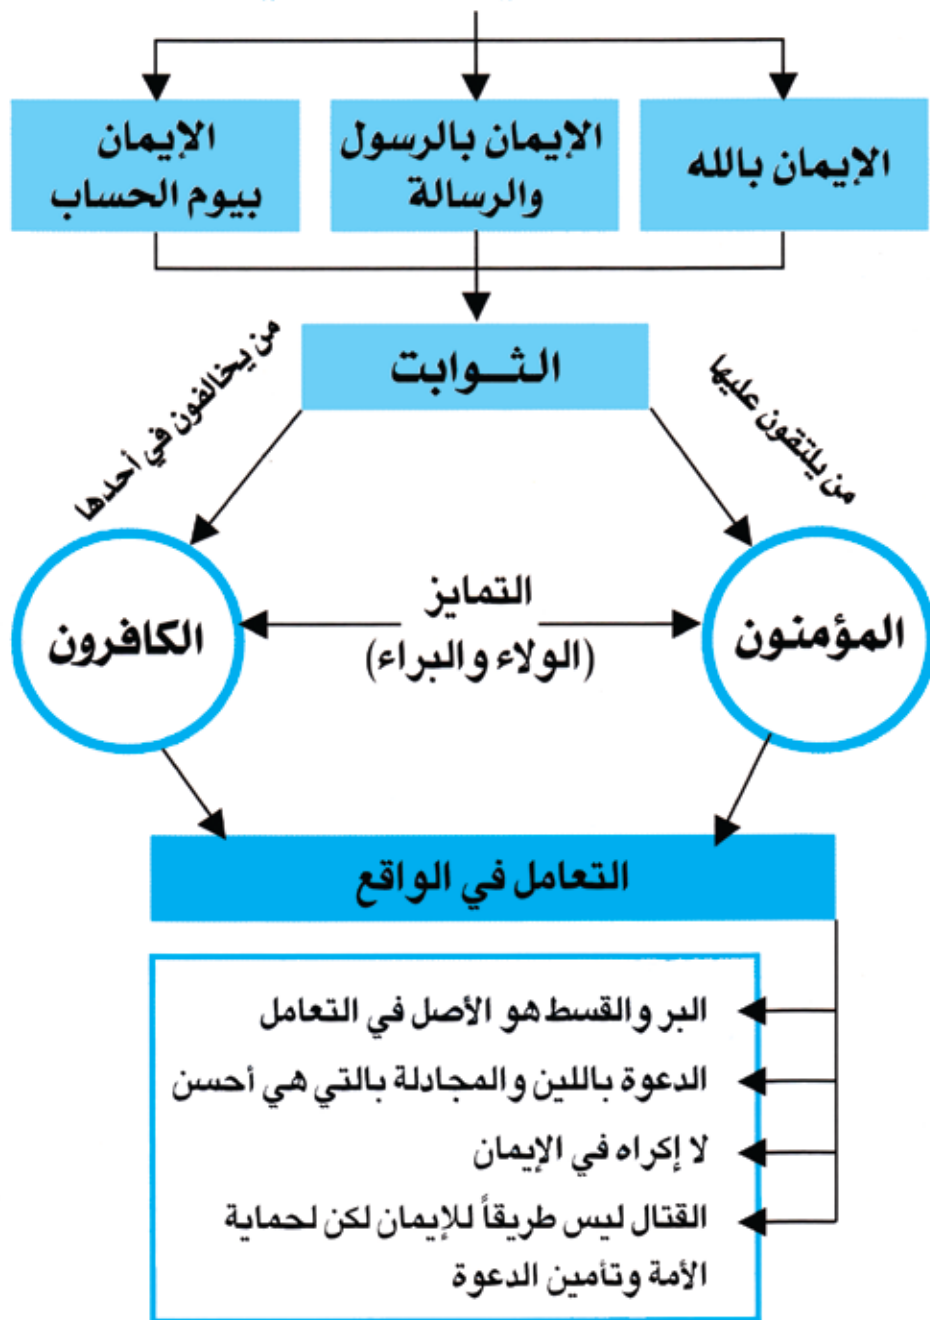 الإيمان بالله
الإيمان بالرسول
والرسالة
الإيمان
بيوم الحساب
الثـــوابت
من يلتقون عليها
من يخالفون في أحدها
المؤمنون
التمايز
(الولاء والبراء)
الكافرون
التعامل في الواقع
البر والقسط هو الأصل في التعامل
الدعوة باللين والمجادلة بالتي هي أحسن
لا إكراه في الإيمان
القتال ليس طريقاً للإيمان لكن لحماية
الأمة وتأمين الدعوة